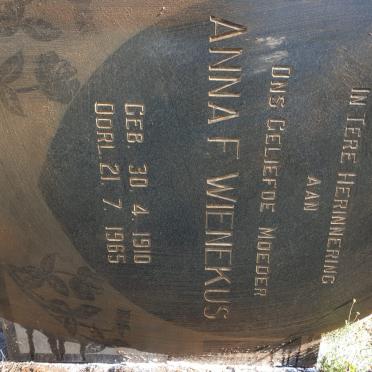 IN TERE HERINNERING
AAN
ONS GELIEFDE MOEDER
ANNA F WIENEKUS
GEB. 30 4. 1910
OORL. 21 7. 1965